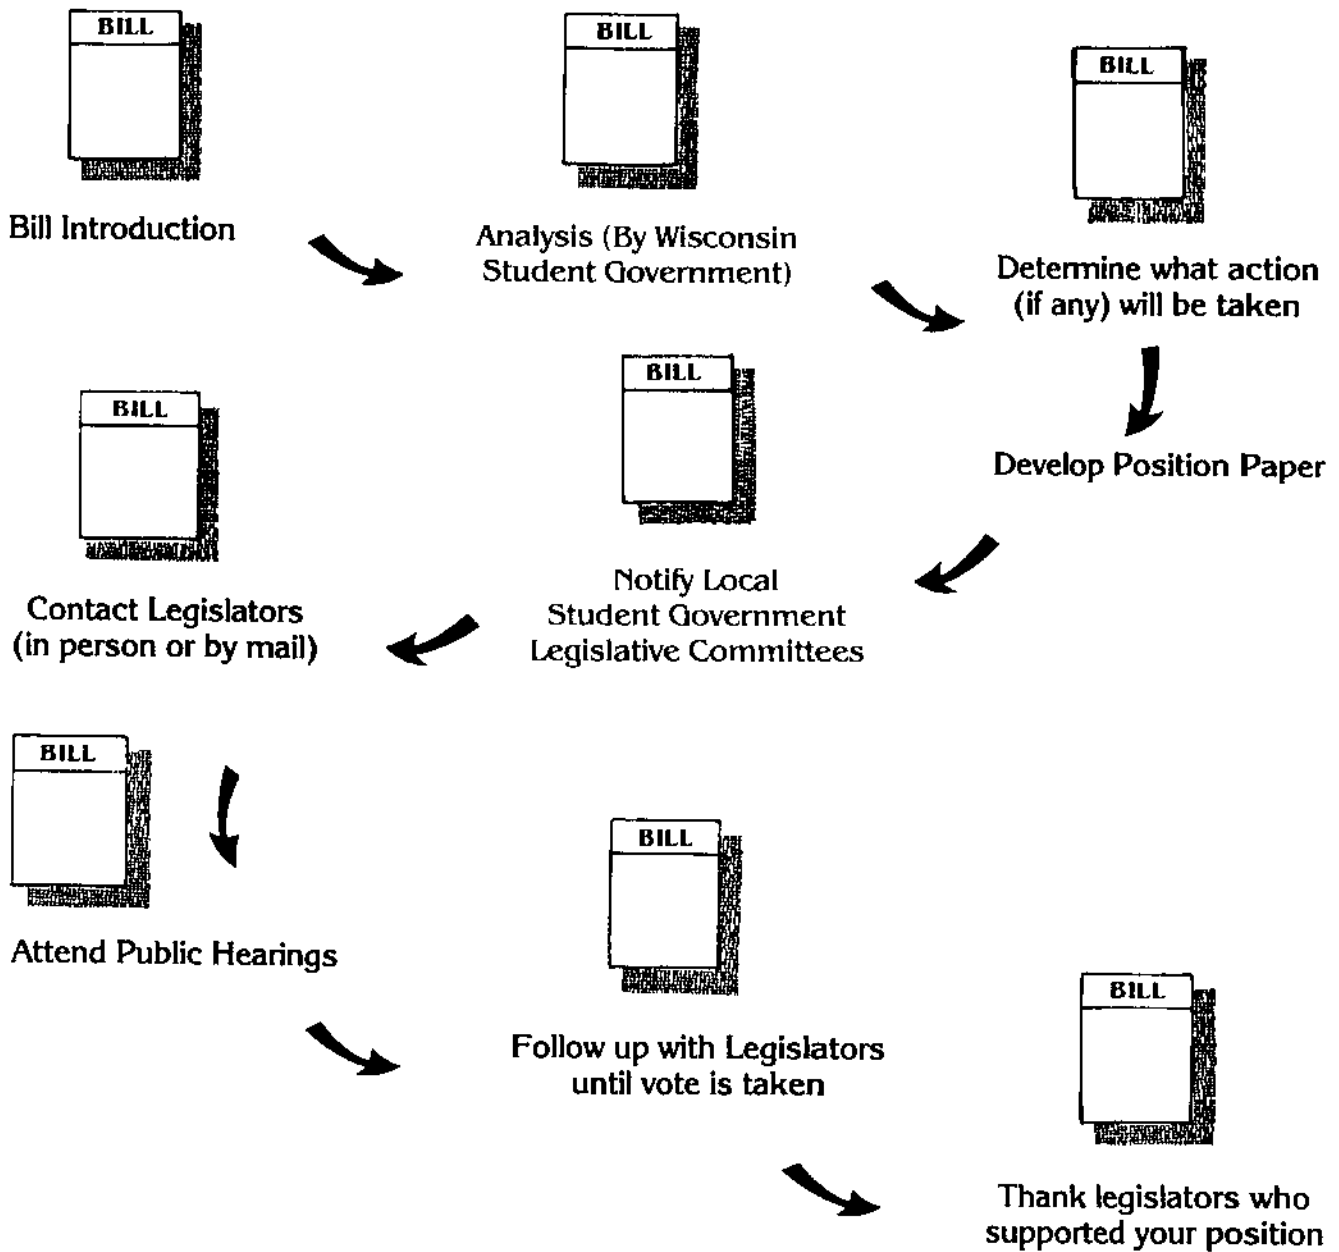 BILL
Bill Introduction
BILL
Analysis (By Wisconsin
Student Government)
BILL
Determine what action
(if any) will be taken
Develop Position Paper
BILL
Notify Local
Student Government
Legislative Committees
BILL
Contact Legislators
(in person or by mail)
BILL
Attend Public Hearings
BILL
Follow up with Legislators
until vote is taken
BILL
Thank legislators who
supported your position